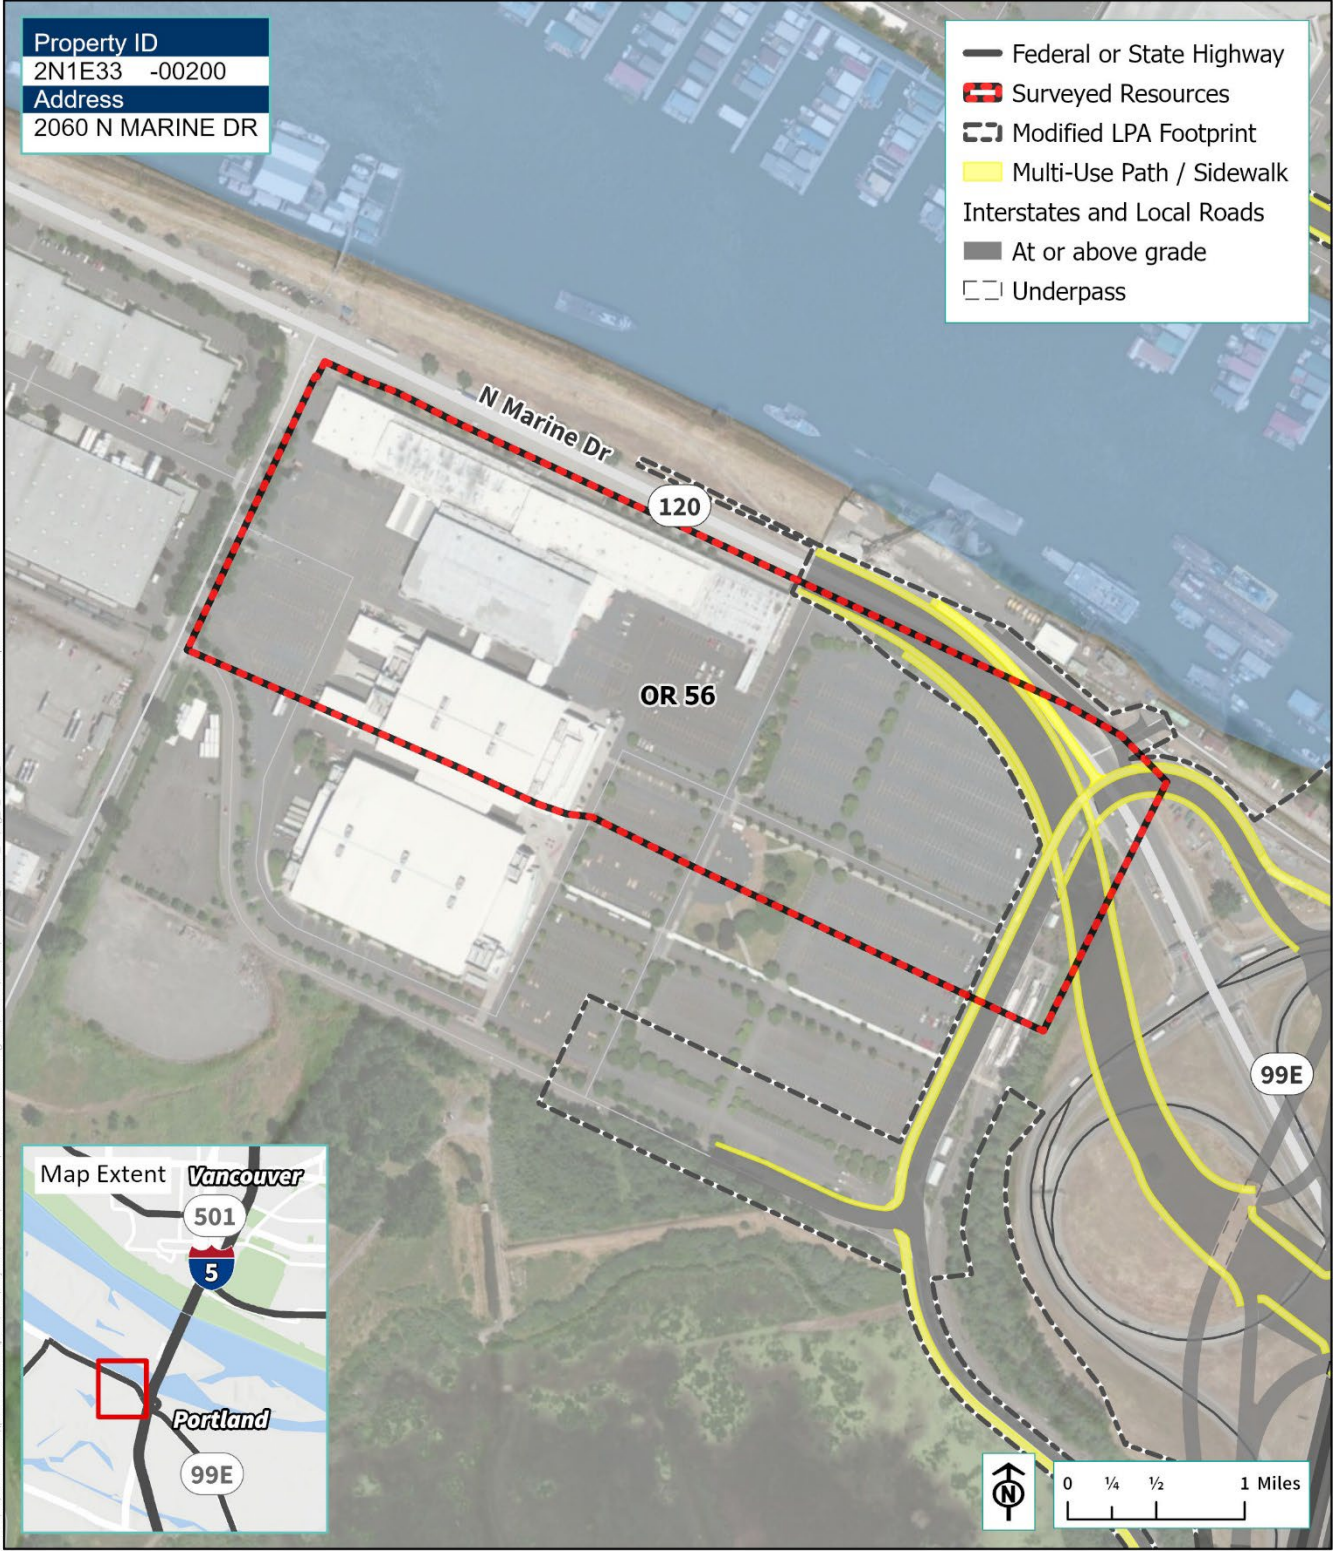 Property ID
2N1E33 -00200
Address
2060 N MARINE DR
Federal or State Highway
Surveyed Resources
Modified LPA Footprint
Multi-Use Path / Sidewalk
Interstates and Local Roads
At or above grade
Underpass
N Marine Dr
120
OR 56
99E
Map Extent
Vancouver
501
5
Portland
99E
N
0 ¼ ½ 1 Miles